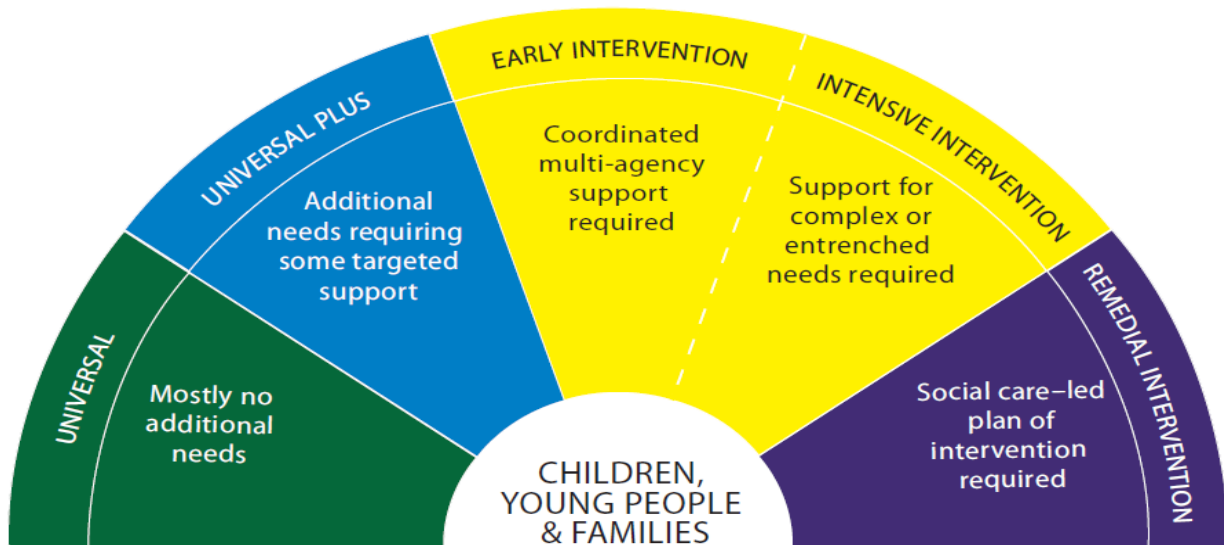 UNIVERSAL
Mostly no
additional
needs
UNIVERSAL PLUS
Additional
needs requiring
some targeted
support
EARLY INTERVENTION
Coordinated
multi-agency
support
required
INTENSIVE INTERVENTION
Support for
complex or
entrenched
needs required
REMEDIAL INTERVENTION
Social care–led
plan of
intervention
required
CHILDREN,
YOUNG PEOPLE
& FAMILIES